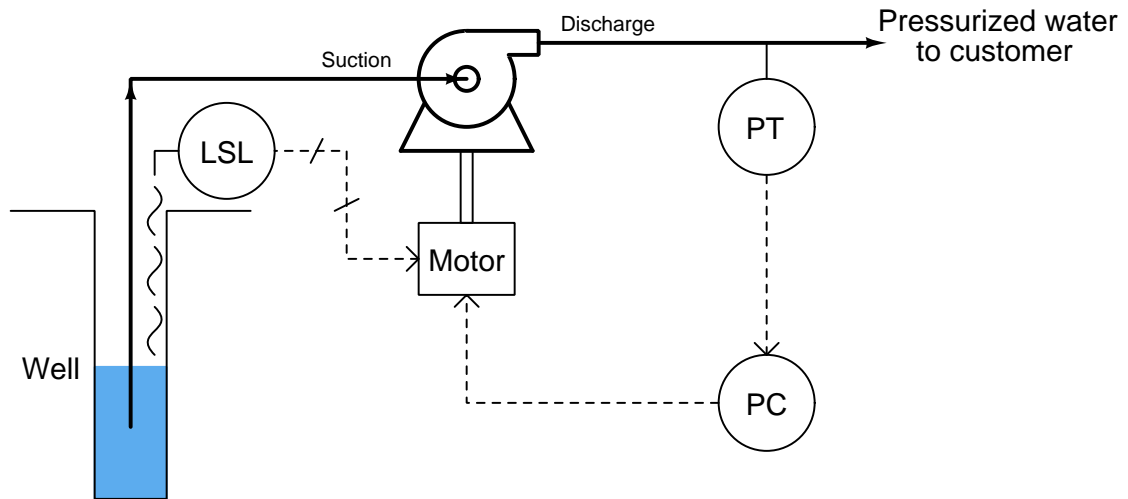 Pressurized water
to customer
Discharge
Suction
PT
LSL
Motor
Well
PC